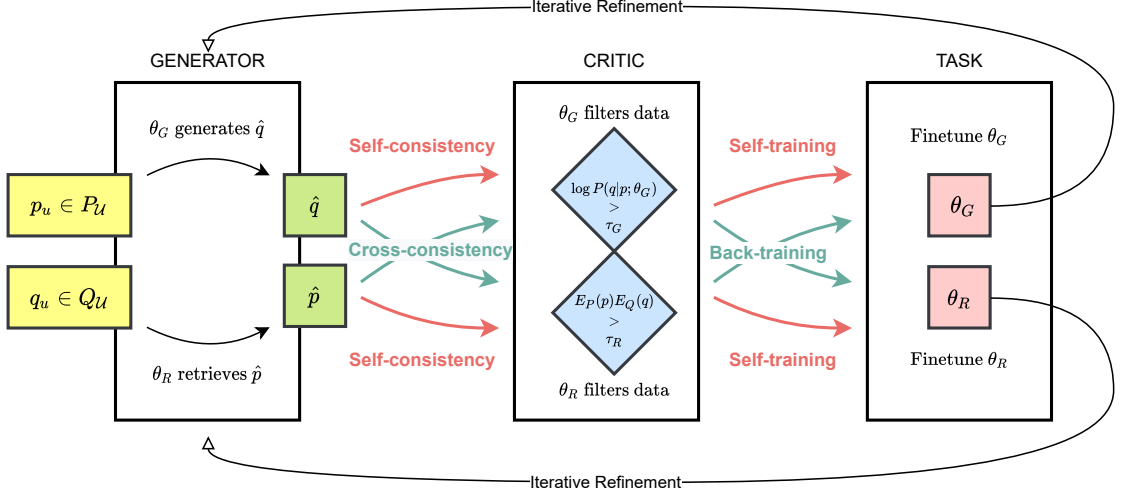 Iterative Refinement
GENERATOR
CRITIC
TASK
θ_G generates q̂
θ_G filters data
Finetune θ_G
Self-consistency
Self-training
p_u ∈ P_𝒰
q̂
log P(q|p; θ_G)
>
τ_G
θ_G
Cross-consistency
Back-training
q_u ∈ Q_𝒰
p̂
E_P(p)E_Q(q)
>
τ_R
θ_R
Self-consistency
Self-training
θ_R retrieves p̂
θ_R filters data
Finetune θ_R
Iterative Refinement